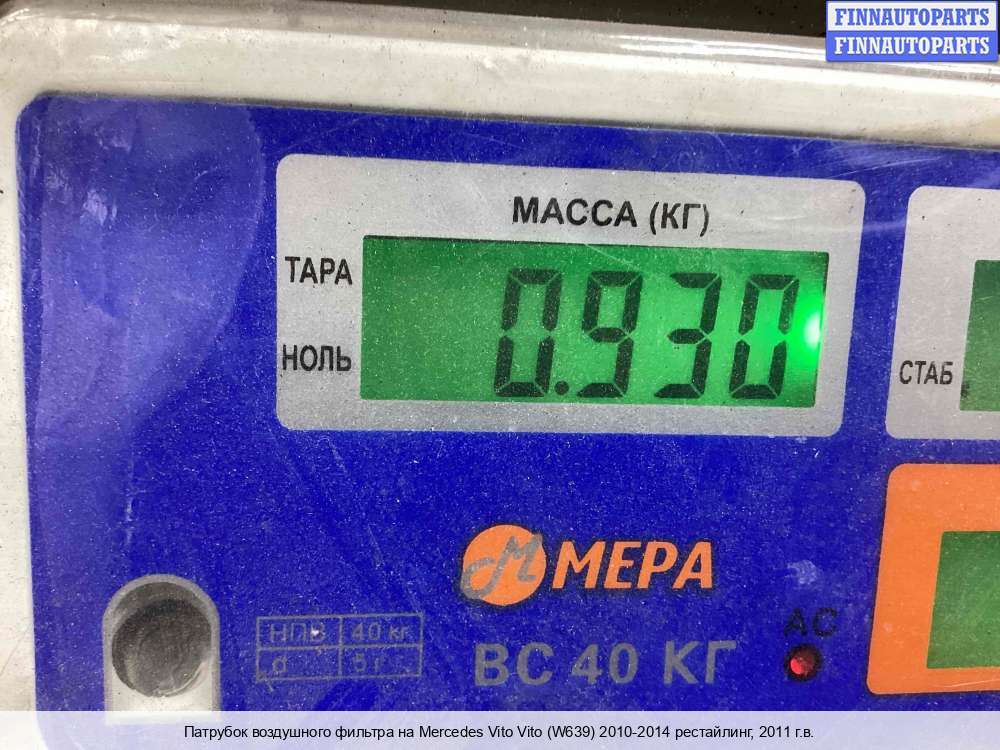 FINNAUTOPARTS
FINNAUTOPARTS
МАССА (КГ)
ТАРА
0.930
НОЛЬ
СТАБ
М МЕРА
АС
НПВ 40 кг
d 5 г
ВС 40 КГ
Патрубок воздушного фильтра на Mercedes Vito Vito (W639) 2010-2014 рестайлинг, 2011 г.в.